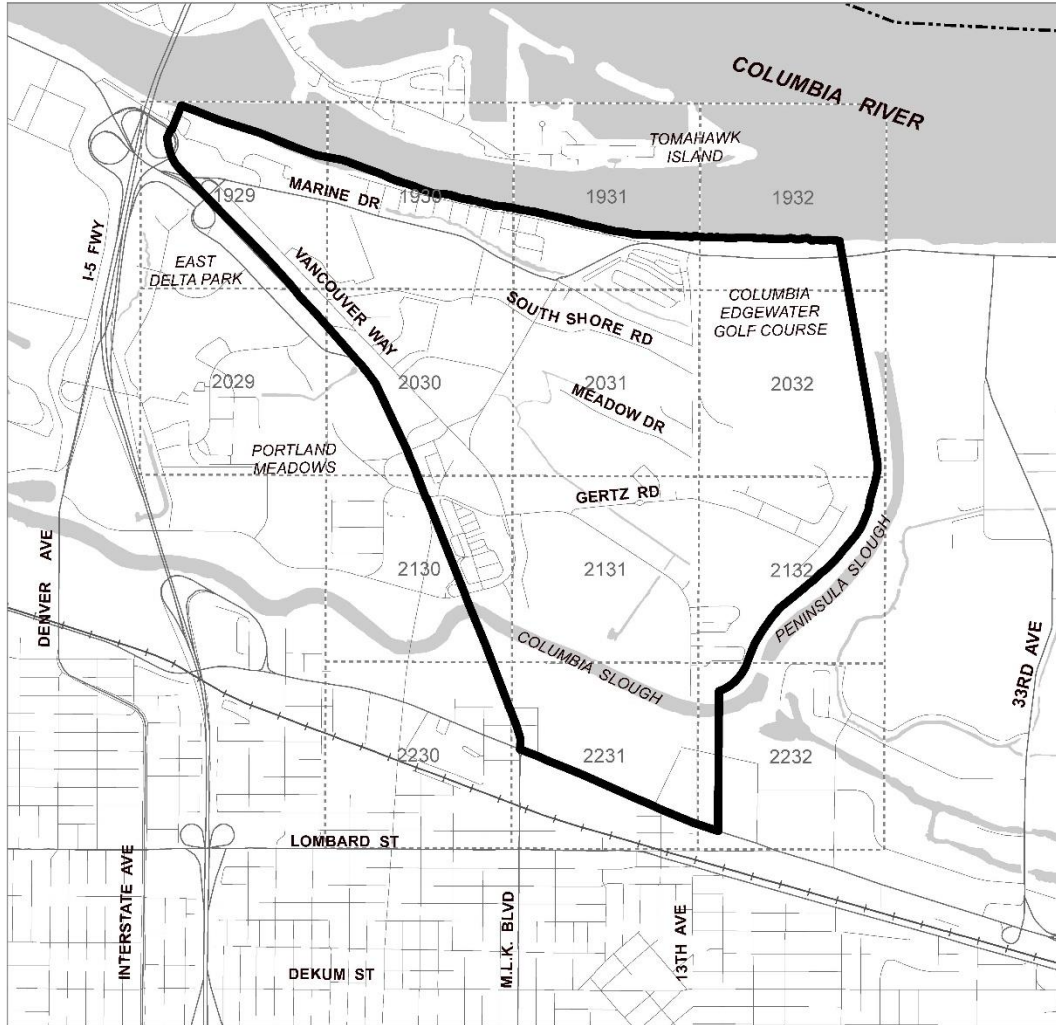 COLUMBIA RIVER
TOMAHAWK
ISLAND
MARINE DR
1929
1930
1931
1932
I-5 FWY
EAST
DELTA PARK
VANCOUVER WAY
SOUTH SHORE RD
COLUMBIA
EDGEWATER
GOLF COURSE
2029
2030
2031
2032
MEADOW DR
PORTLAND
MEADOWS
GERTZ RD
DENVER AVE
2130
2131
2132
PENINSULA SLOUGH
COLUMBIA SLOUGH
33RD AVE
2230
2231
2232
LOMBARD ST
INTERSTATE AVE
M.L.K. BLVD
13TH AVE
DEKUM ST